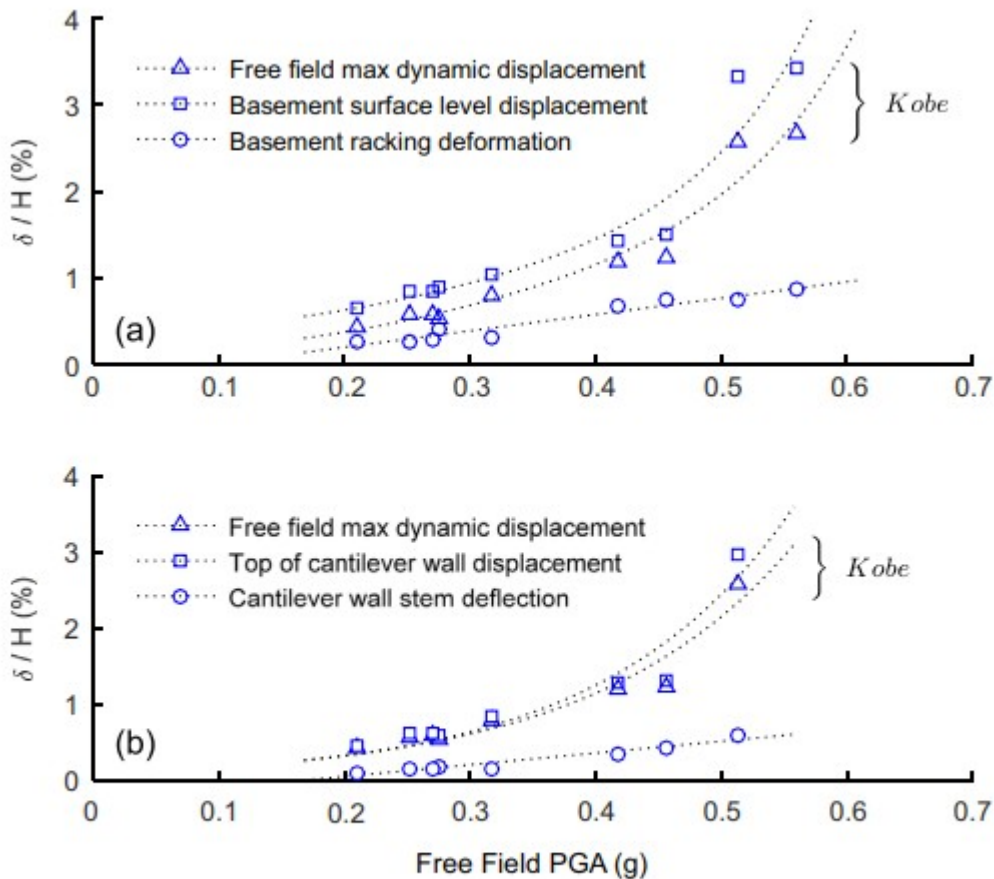 4
Free field max dynamic displacement
Basement surface level displacement
Basement racking deformation
Kobe
3
2
1
0
δ / H (%)
(a)
0 0.1 0.2 0.3 0.4 0.5 0.6 0.7
4
Free field max dynamic displacement
Top of cantilever wall displacement
Cantilever wall stem deflection
Kobe
3
2
1
0
δ / H (%)
(b)
0 0.1 0.2 0.3 0.4 0.5 0.6 0.7
Free Field PGA (g)